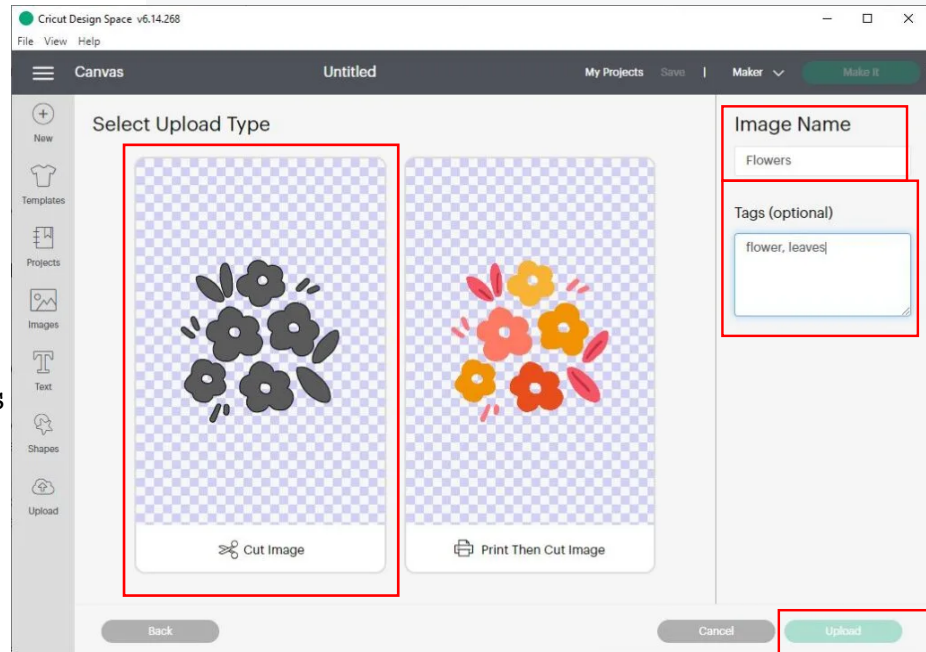 Cricut Design Space v6.14.268
File View Help
Canvas Untitled My Projects Save | Maker Make It
New
Templates
Projects
Images
Text
Shapes
Upload
Select Upload Type
Cut Image
Print Then Cut Image
Image Name
Flowers
Tags (optional)
flower, leaves
Back Cancel Upload